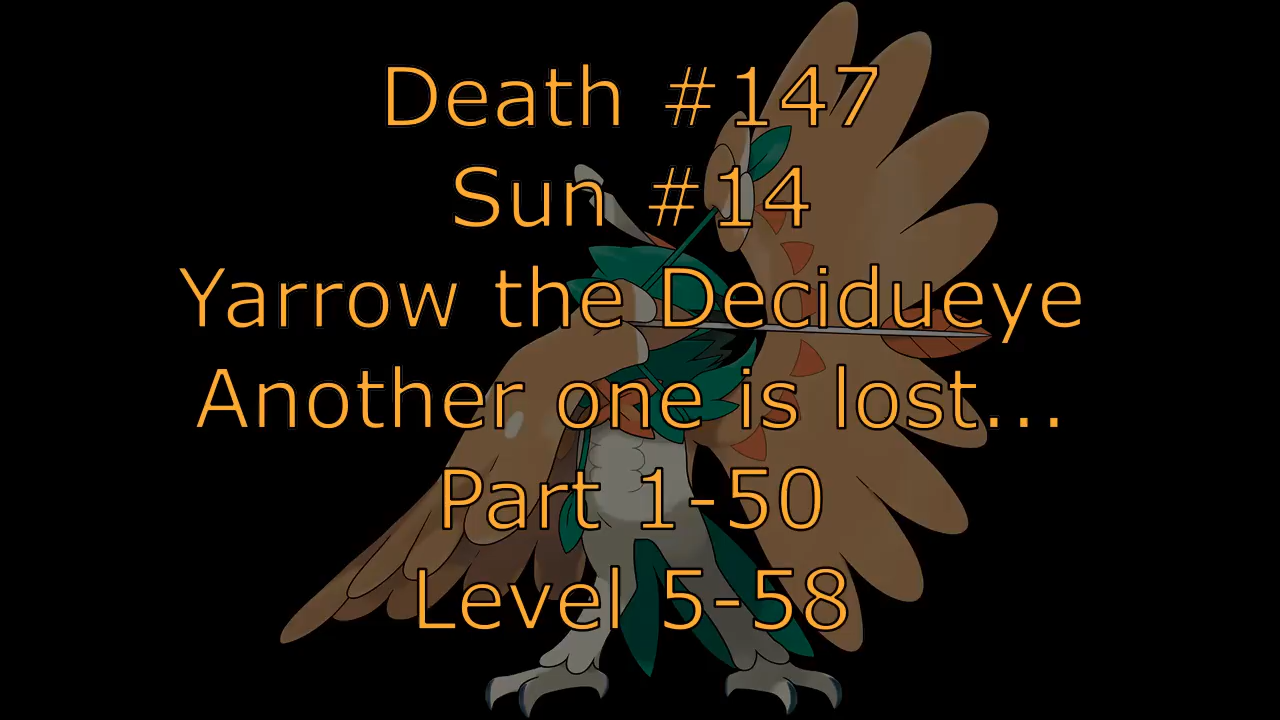 Death #147
Sun #14
Yarrow the Decidueye
Another one is lost...
Part 1-50
Level 5-58